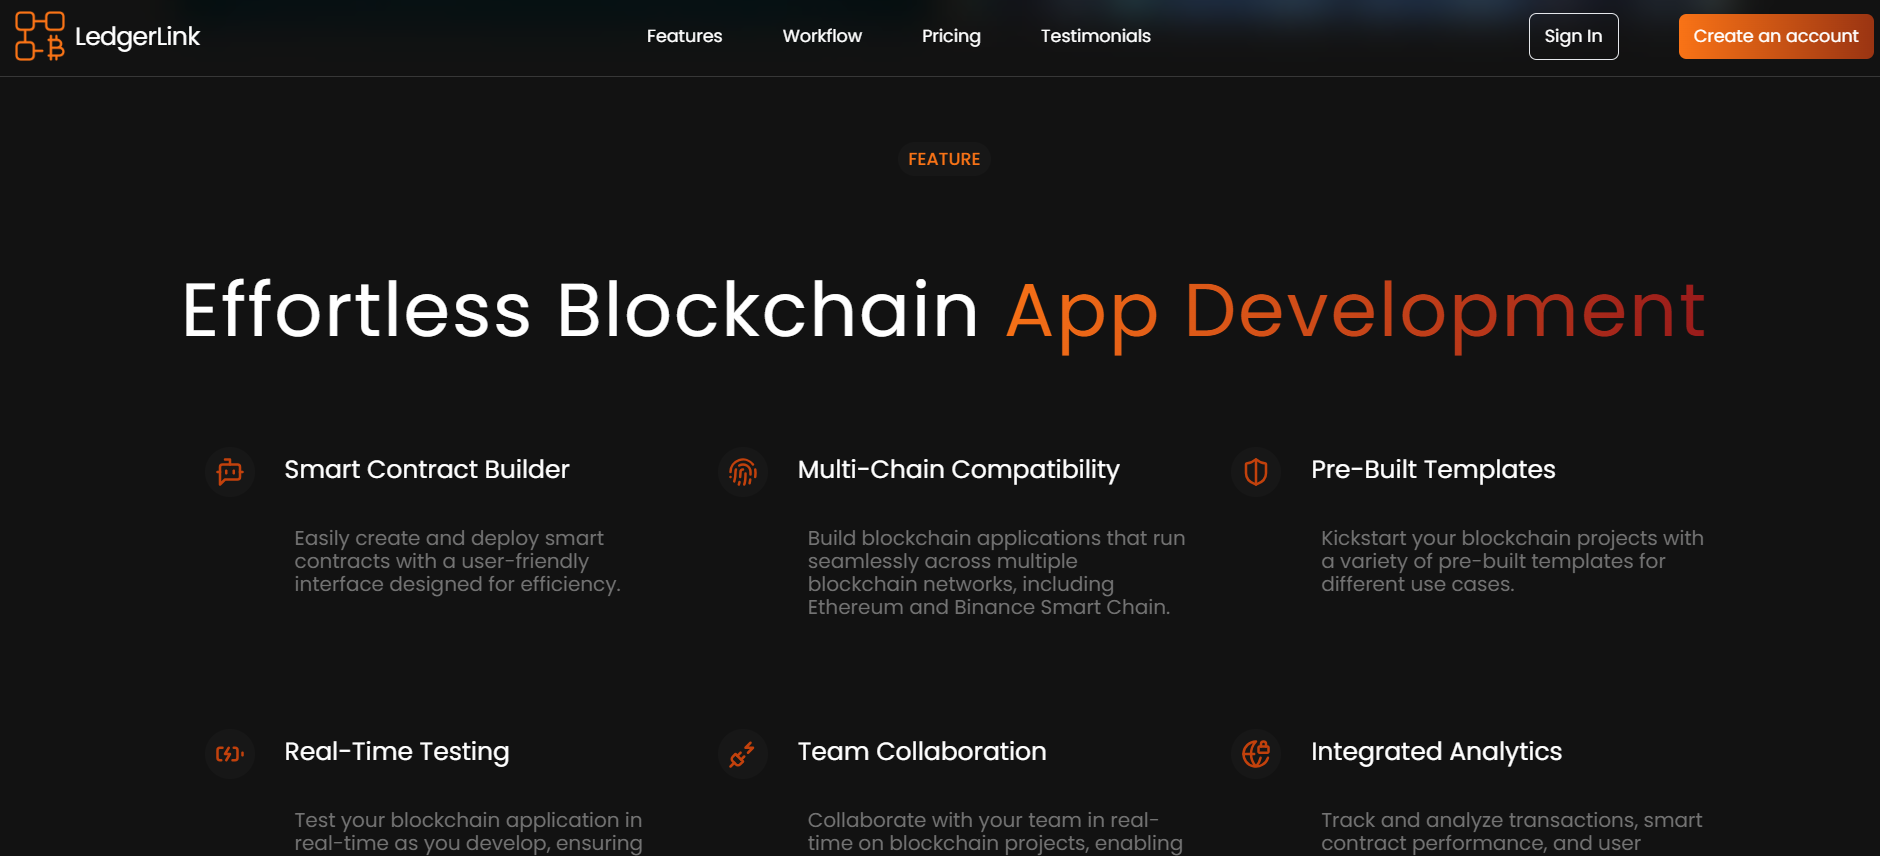 LedgerLink
Features
Workflow
Pricing
Testimonials
Sign In
Create an account
FEATURE
Effortless Blockchain App Development
Smart Contract Builder
Easily create and deploy smart
contracts with a user-friendly
interface designed for efficiency.
Multi-Chain Compatibility
Build blockchain applications that run
seamlessly across multiple
blockchain networks, including
Ethereum and Binance Smart Chain.
Pre-Built Templates
Kickstart your blockchain projects with
a variety of pre-built templates for
different use cases.
Real-Time Testing
Test your blockchain application in
real-time as you develop, ensuring
Team Collaboration
Collaborate with your team in real-
time on blockchain projects, enabling
Integrated Analytics
Track and analyze transactions, smart
contract performance, and user